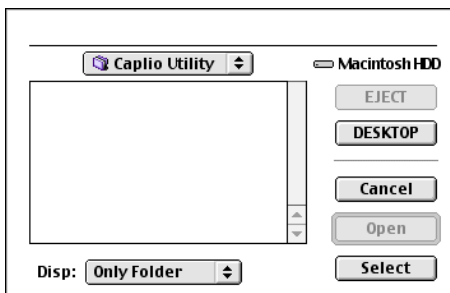 Caplio Utility
Macintosh HDD
EJECT
DESKTOP
Cancel
Open
Disp: Only Folder
Select